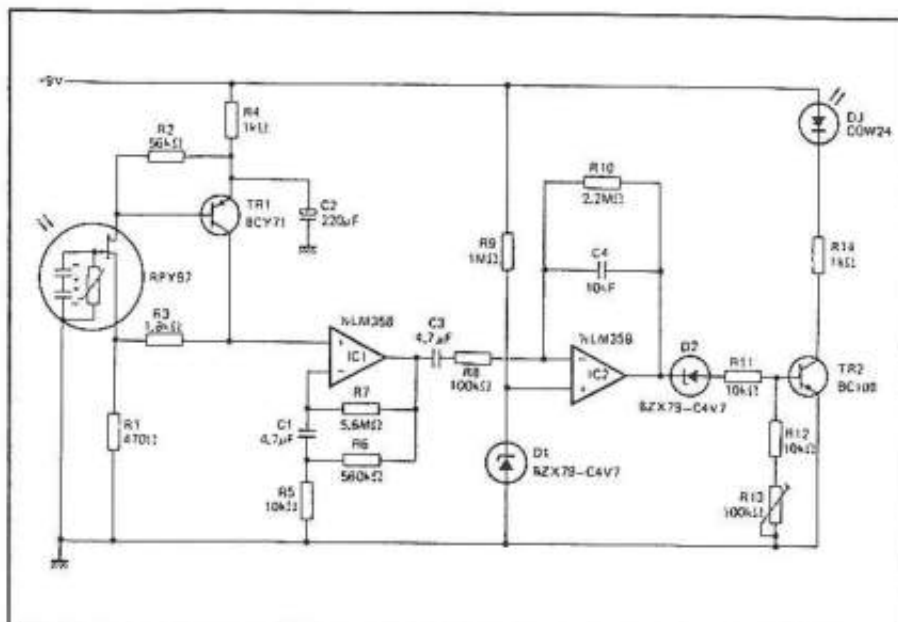 +9V
R4
1kΩ
D3
CQW24
R2
56kΩ
TR1
BCY71
C2
220µF
R10
2.2MΩ
R9
1MΩ
C4
10nF
R14
1kΩ
RPY97
R3
1.8kΩ
½LM358
IC1
C3
4.7µF
R8
100kΩ
½LM358
IC2
D2
BZX79-C4V7
R11
10kΩ
TR2
BC108
R1
470Ω
C1
4.7µF
R7
5.6MΩ
R6
560kΩ
R5
10kΩ
D1
BZX79-C4V7
R12
10kΩ
R13
100kΩ